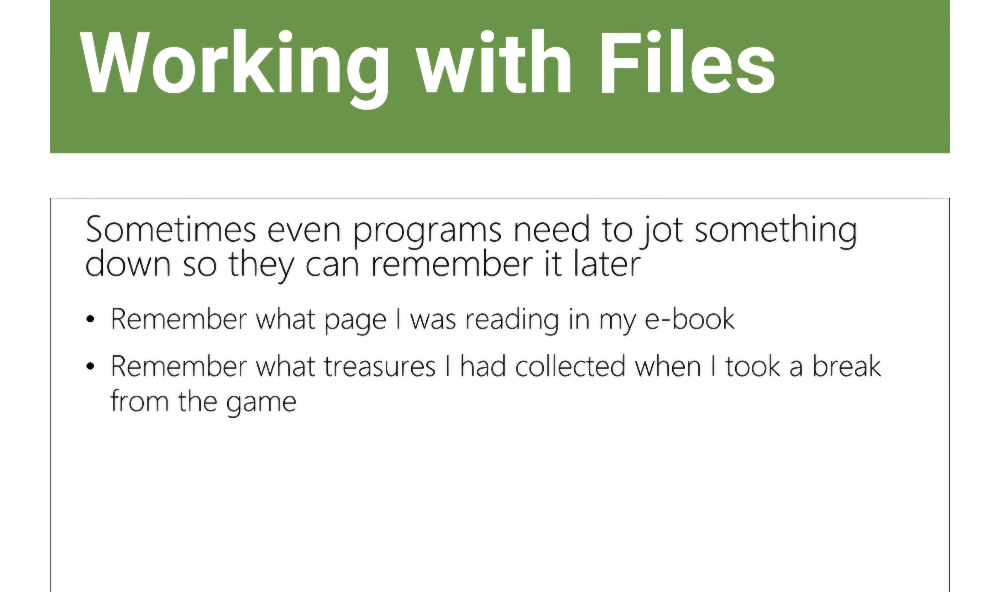 Working with Files
Sometimes even programs need to jot something
down so they can remember it later
• Remember what page I was reading in my e-book
• Remember what treasures I had collected when I took a break
from the game